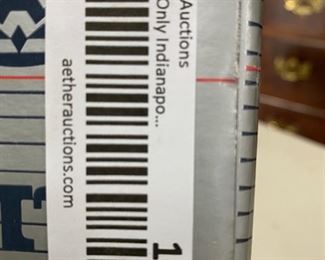 Auctions
Only Indianapo...
aetherauctions.com
1